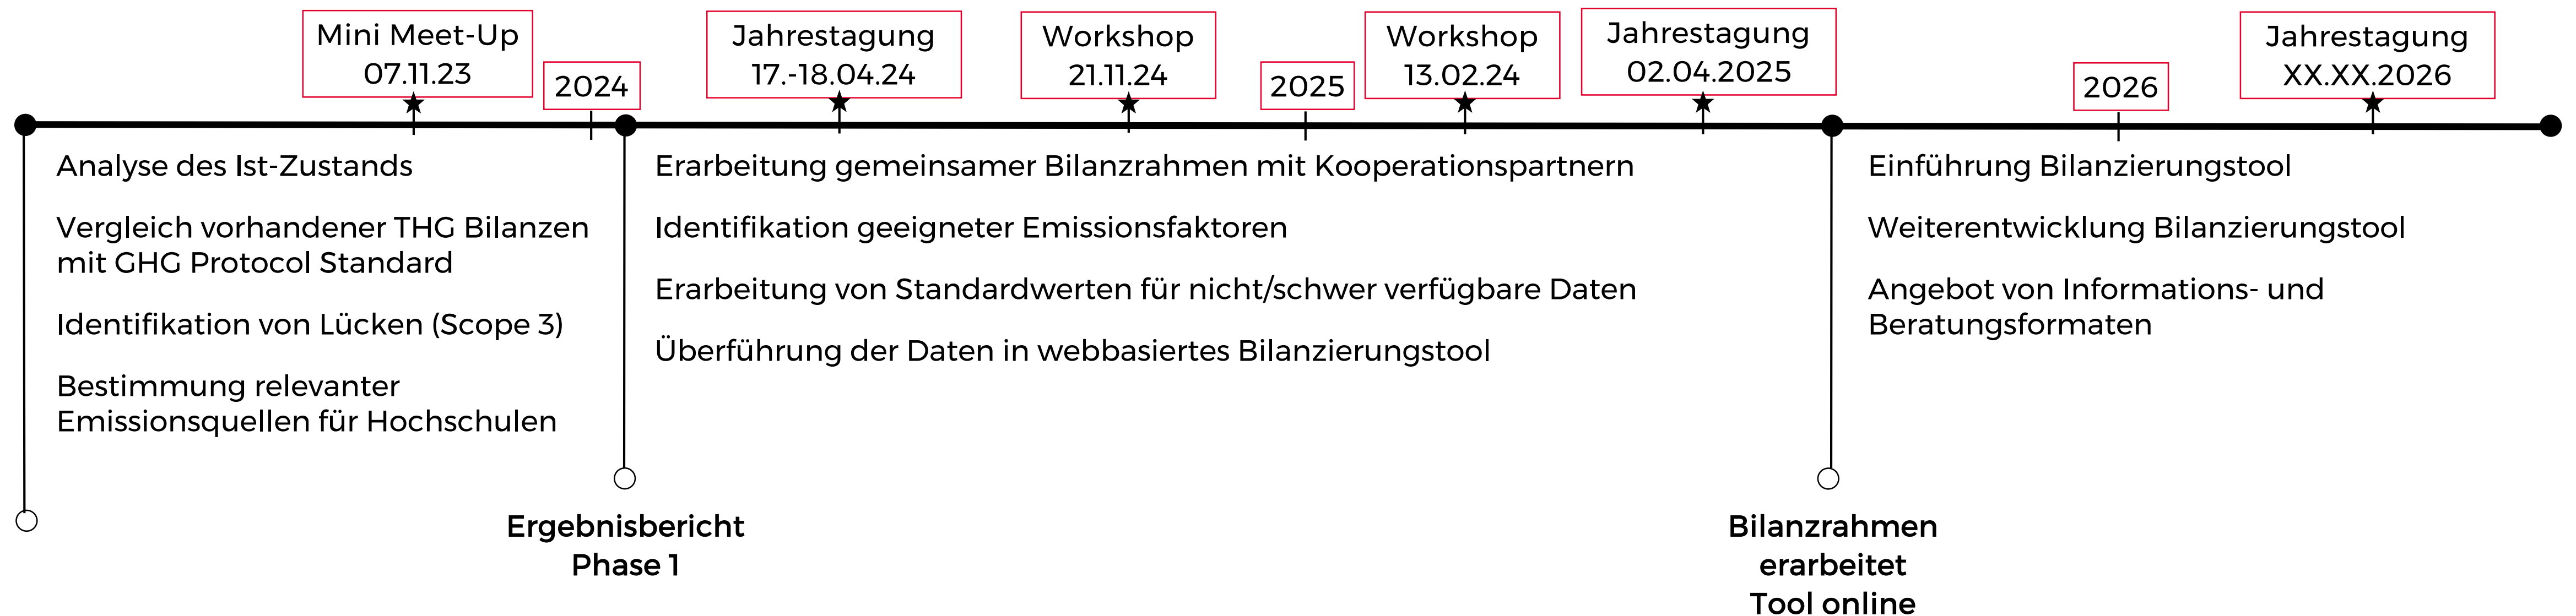 Mini Meet-Up
07.11.23
2024
Jahrestagung
17.-18.04.24
Workshop
21.11.24
2025
Workshop
13.02.24
Jahrestagung
02.04.2025
2026
Jahrestagung
XX.XX.2026
Analyse des Ist-Zustands
Vergleich vorhandener THG Bilanzen
mit GHG Protocol Standard
Identifikation von Lücken (Scope 3)
Bestimmung relevanter
Emissionsquellen für Hochschulen
Erarbeitung gemeinsamer Bilanzrahmen mit Kooperationspartnern
Identifikation geeigneter Emissionsfaktoren
Erarbeitung von Standardwerten für nicht/schwer verfügbare Daten
Überführung der Daten in webbasiertes Bilanzierungstool
Einführung Bilanzierungstool
Weiterentwicklung Bilanzierungstool
Angebot von Informations- und
Beratungsformaten
Ergebnisbericht
Phase 1
Bilanzrahmen
erarbeitet
Tool online